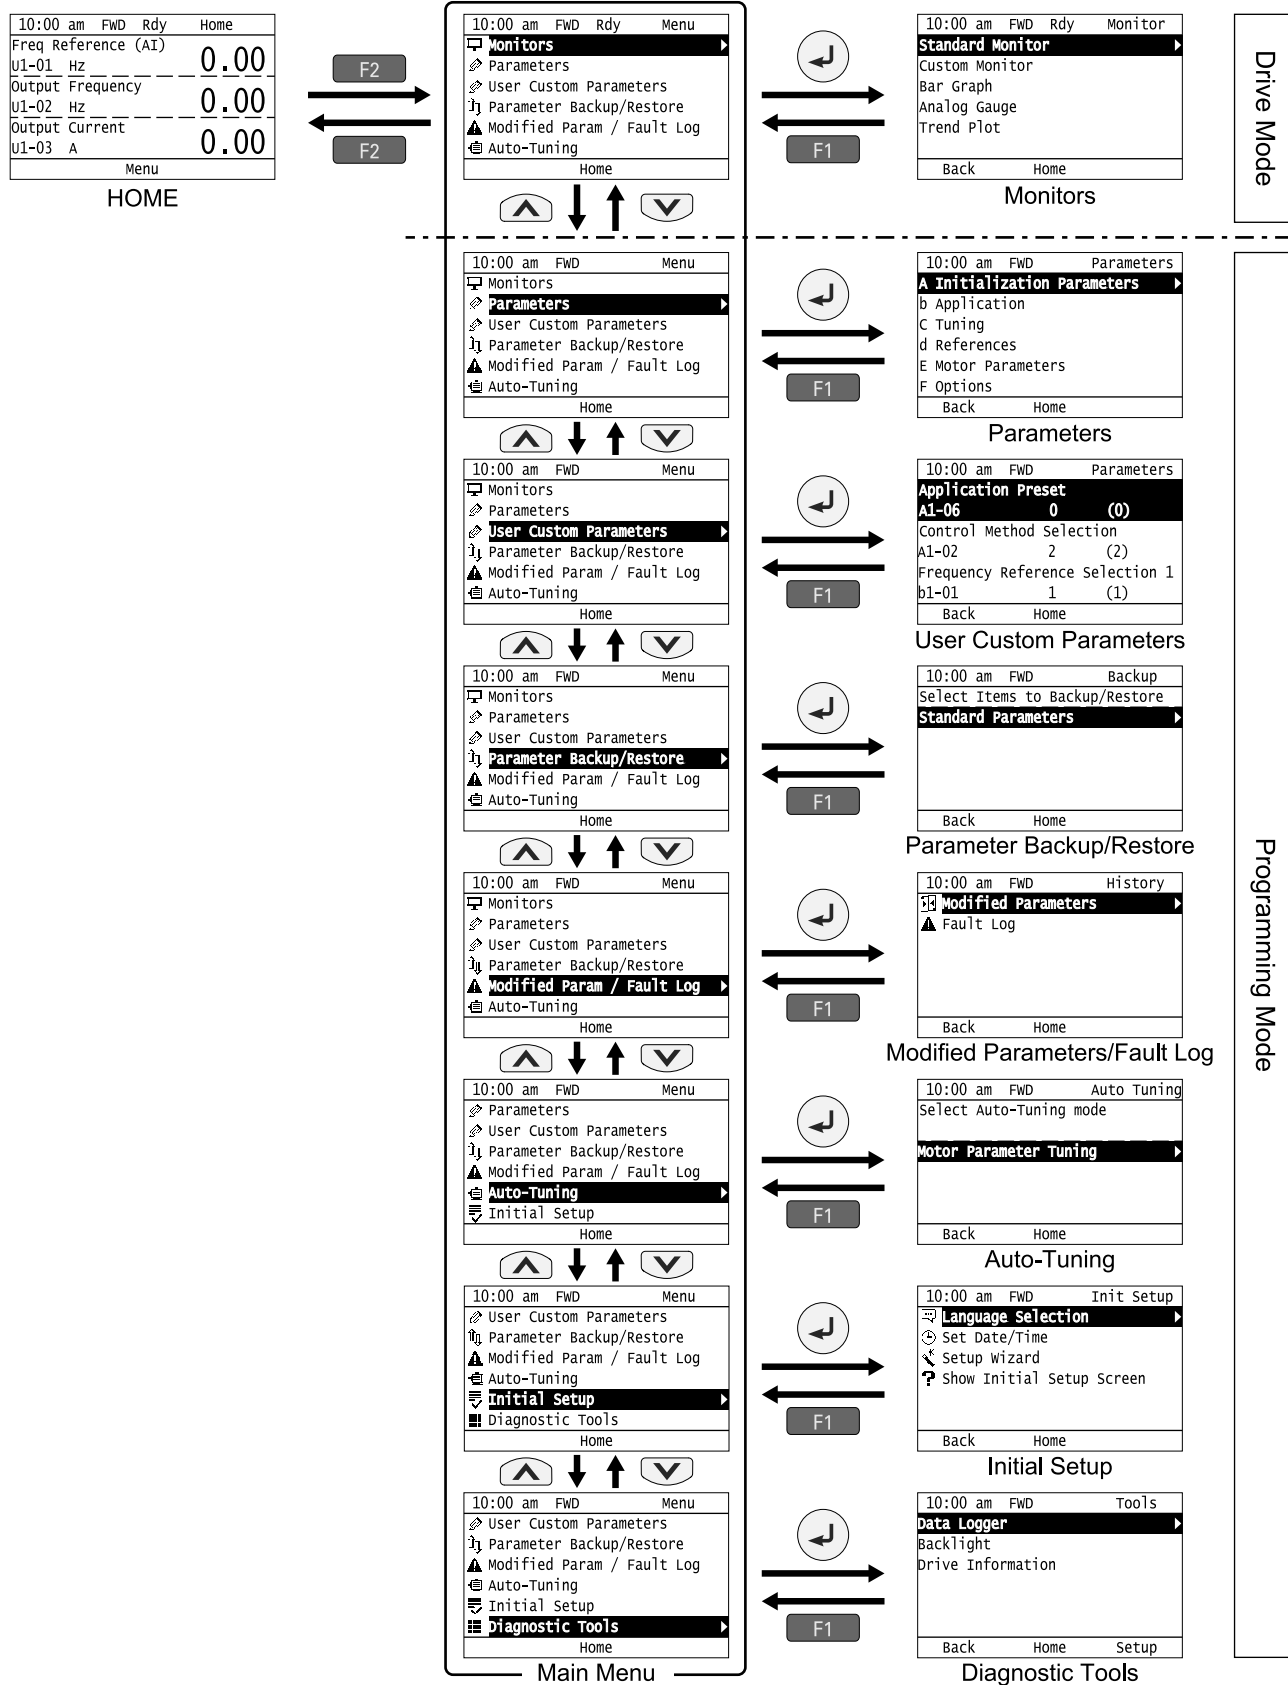 10:00 am FWD Rdy Home
Freq Reference (AI)
U1-01 Hz 0.00
Output Frequency
U1-02 Hz 0.00
Output Current
U1-03 A 0.00
Menu
HOME
F2
F2
10:00 am FWD Rdy Menu
Monitors
Parameters
User Custom Parameters
Parameter Backup/Restore
Modified Param / Fault Log
Auto-Tuning
Home
F1
10:00 am FWD Rdy Monitor
Standard Monitor
Custom Monitor
Bar Graph
Analog Gauge
Trend Plot
Back Home
Monitors
Drive Mode
10:00 am FWD Menu
Monitors
Parameters
User Custom Parameters
Parameter Backup/Restore
Modified Param / Fault Log
Auto-Tuning
Home
F1
10:00 am FWD Parameters
A Initialization Parameters
b Application
C Tuning
d References
E Motor Parameters
F Options
Back Home
Parameters
10:00 am FWD Menu
Monitors
Parameters
User Custom Parameters
Parameter Backup/Restore
Modified Param / Fault Log
Auto-Tuning
Home
F1
10:00 am FWD Parameters
Application Preset
A1-06 0 (0)
Control Method Selection
A1-02 2 (2)
Frequency Reference Selection 1
b1-01 1 (1)
Back Home
User Custom Parameters
10:00 am FWD Menu
Monitors
Parameters
User Custom Parameters
Parameter Backup/Restore
Modified Param / Fault Log
Auto-Tuning
Home
F1
10:00 am FWD Backup
Select Items to Backup/Restore
Standard Parameters
Back Home
Parameter Backup/Restore
10:00 am FWD Menu
Monitors
Parameters
User Custom Parameters
Parameter Backup/Restore
Modified Param / Fault Log
Auto-Tuning
Home
F1
10:00 am FWD History
Modified Parameters
Fault Log
Back Home
Modified Parameters/Fault Log
10:00 am FWD Menu
Parameters
User Custom Parameters
Parameter Backup/Restore
Modified Param / Fault Log
Auto-Tuning
Initial Setup
Home
F1
10:00 am FWD Auto Tuning
Select Auto-Tuning mode
Motor Parameter Tuning
Back Home
Auto-Tuning
10:00 am FWD Menu
User Custom Parameters
Parameter Backup/Restore
Modified Param / Fault Log
Auto-Tuning
Initial Setup
Diagnostic Tools
Home
F1
10:00 am FWD Init Setup
Language Selection
Set Date/Time
Setup Wizard
Show Initial Setup Screen
Back Home
Initial Setup
10:00 am FWD Menu
User Custom Parameters
Parameter Backup/Restore
Modified Param / Fault Log
Auto-Tuning
Initial Setup
Diagnostic Tools
Home
Main Menu
F1
10:00 am FWD Tools
Data Logger
Backlight
Drive Information
Back Home Setup
Diagnostic Tools
Programming Mode